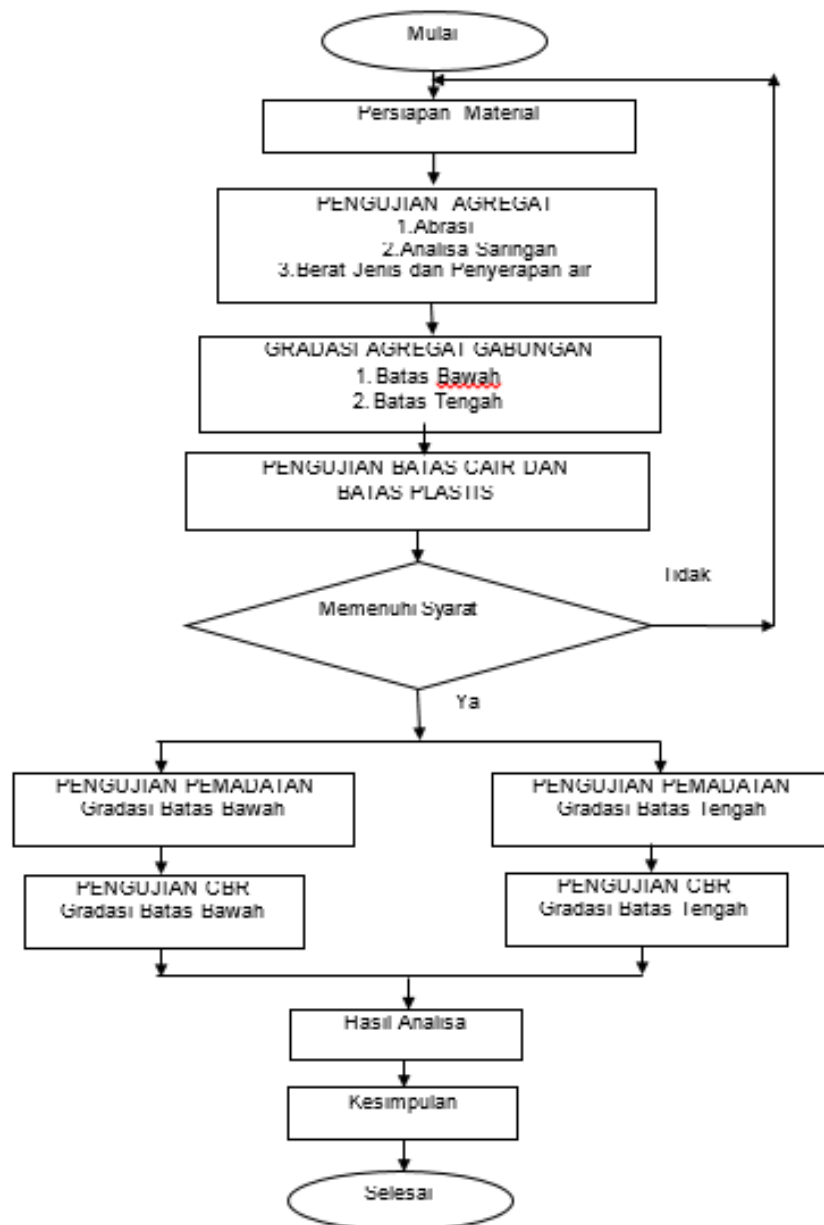 Mulai
Persiapan Material
PENGUJIAN AGREGAT
1.Abrasi
2.Analisa Saringan
3.Berat Jenis dan Penyerapan air
GRADASI AGREGAT GABUNGAN
1. Batas Bawah
2. Batas Tengah
PENGUJIAN BATAS CAIR DAN
BATAS PLASTIS
Memenuhi Syarat
Tidak
Ya
PENGUJIAN PEMADATAN
Gradasi Batas Bawah
PENGUJIAN PEMADATAN
Gradasi Batas Tengah
PENGUJIAN CBR
Gradasi Batas Bawah
PENGUJIAN CBR
Gradasi Batas Tengah
Hasil Analisa
Kesimpulan
Selesai